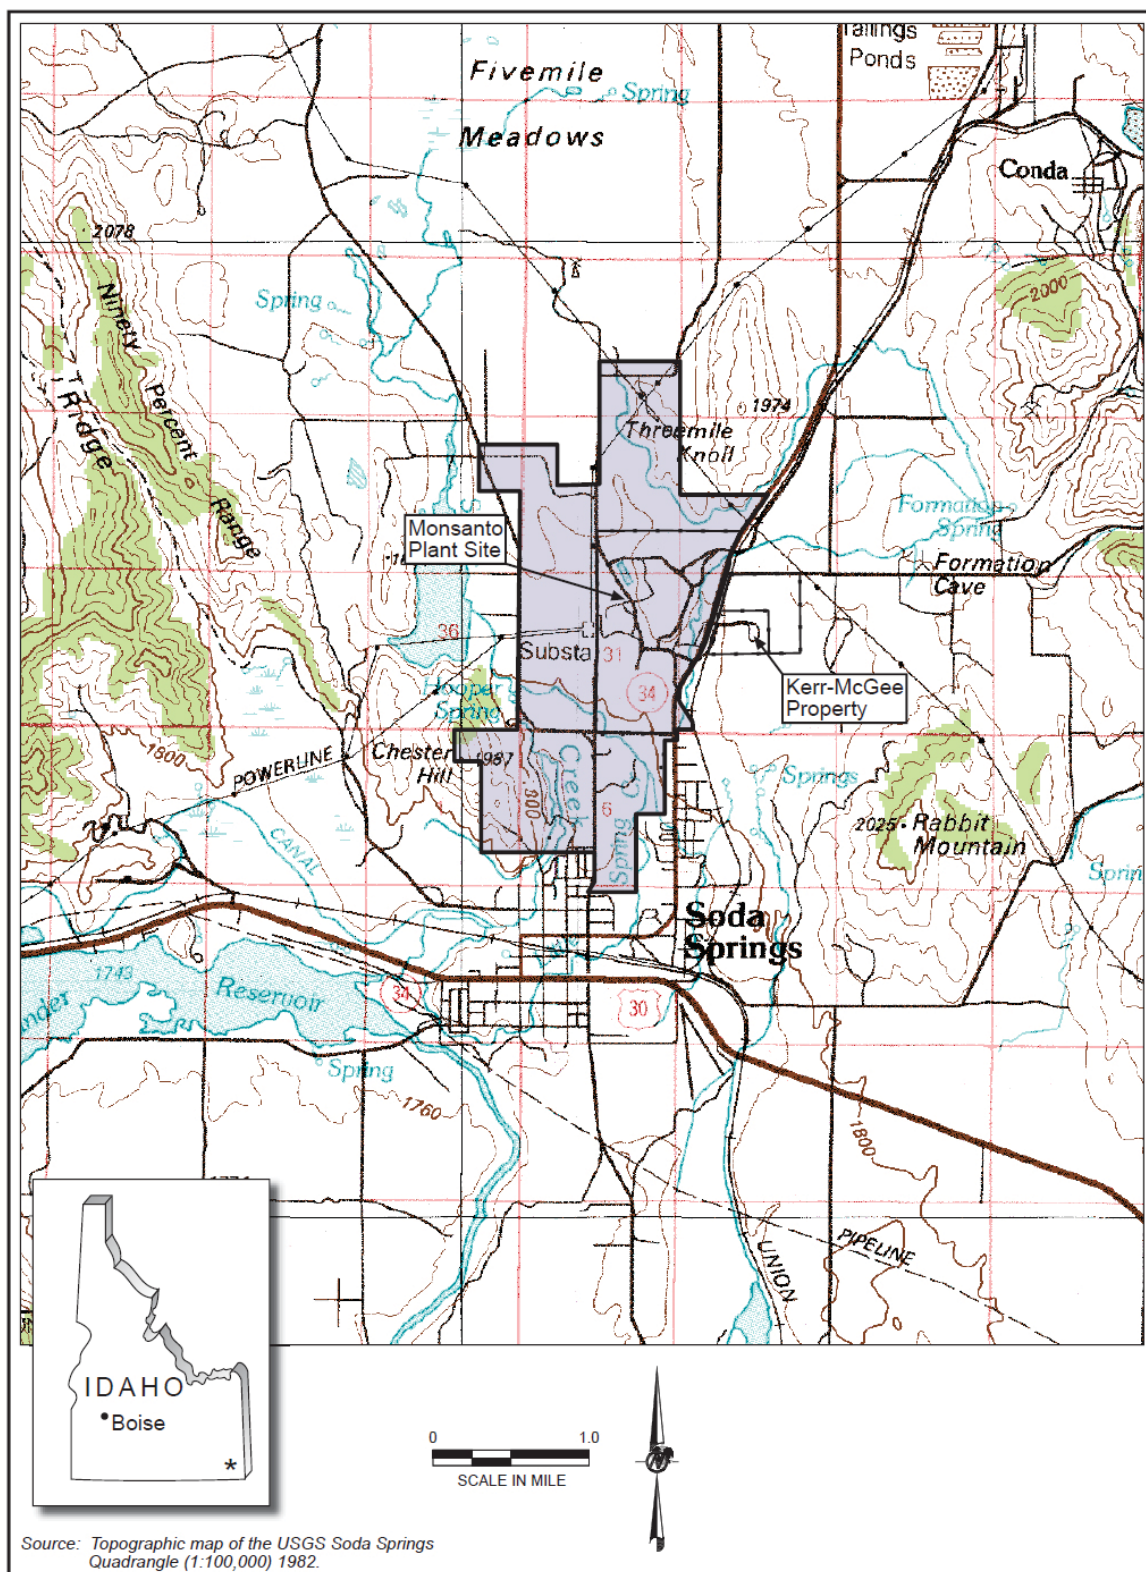 Tailings
Ponds
Fivemile
Spring
Meadows
Conda
2078
Spring
2000
Ninety
Percent
Range
Ridge
1974
Threemile
Knoll
Monsanto
Plant Site
Formation
Spring
Formation
Cave
36
Substa
31
34
Kerr-McGee
Property
Hooper
Spring
Chester
Hill
1987
1800
POWERLINE
Springs
Creek
6
Spring
2025
Rabbit
Mountain
CANAL
Soda
Springs
1743
Reservoir
34
30
Spring
1760
1800
PIPELINE
UNION
IDAHO
Boise
*
0 1.0
SCALE IN MILE
N
Source: Topographic map of the USGS Soda Springs
Quadrangle (1:100,000) 1982.